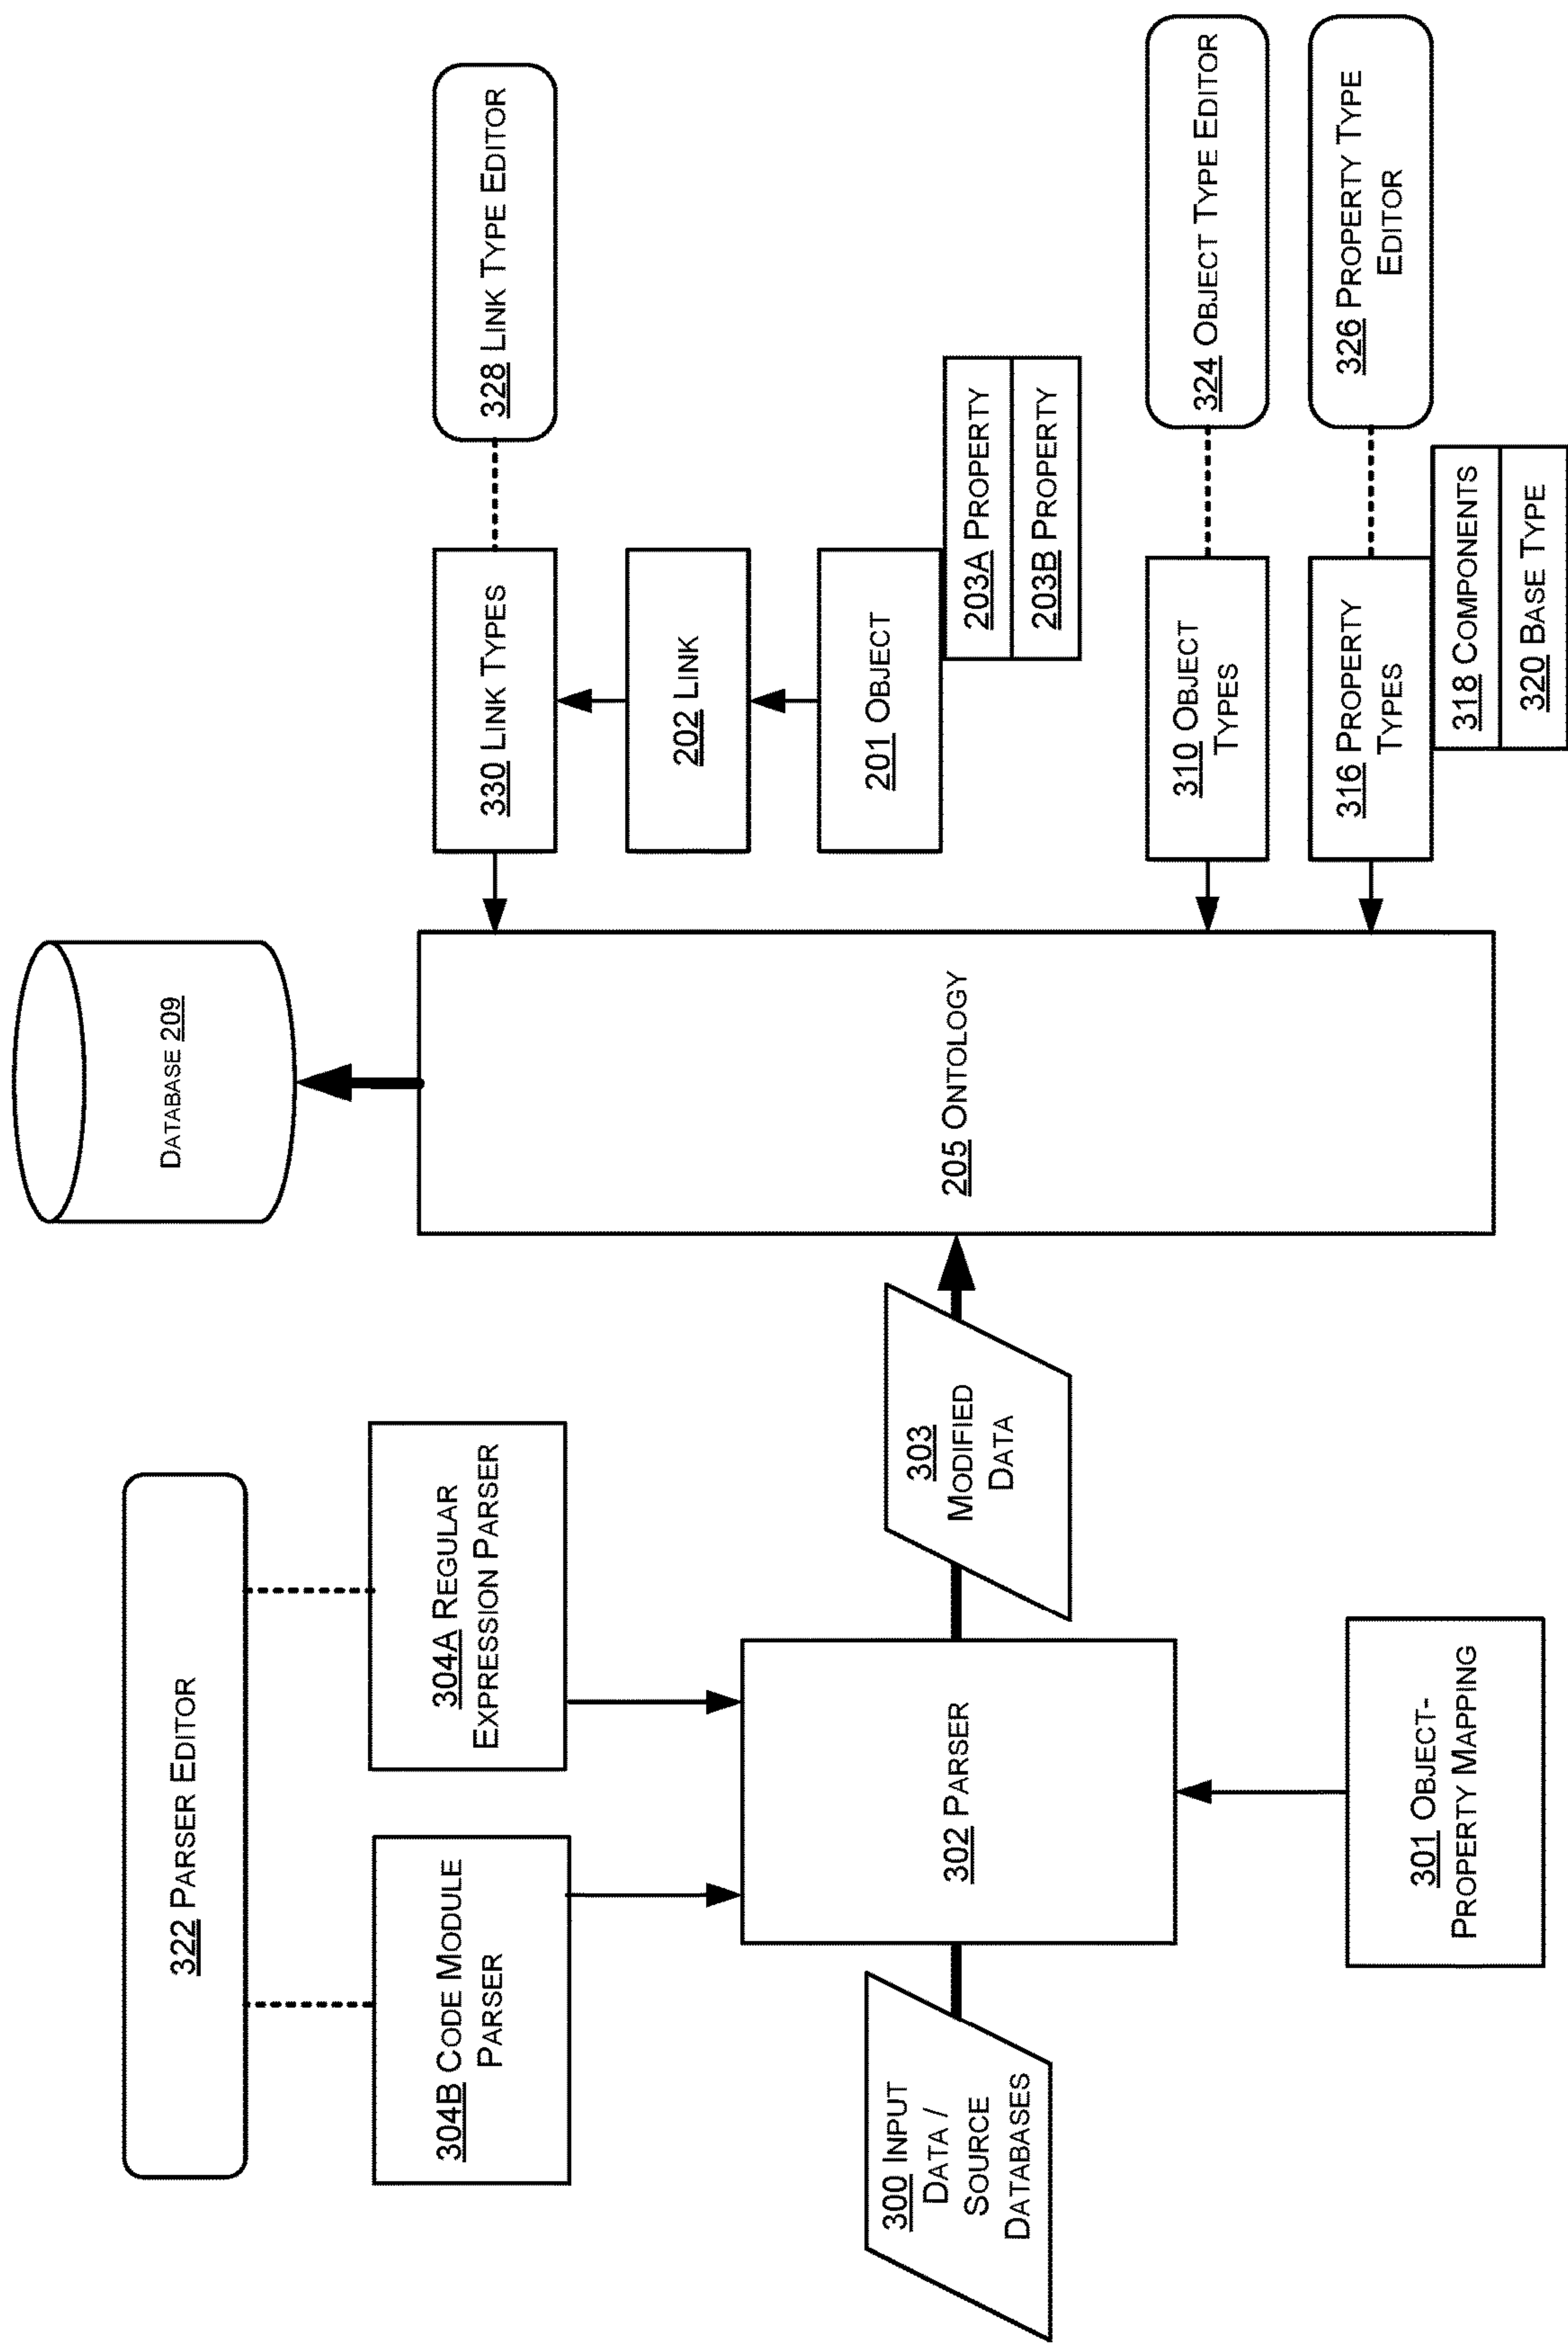 322 PARSER EDITOR
304B CODE MODULE
PARSER
304A REGULAR
EXPRESSION PARSER
300 INPUT
DATA /
SOURCE
DATABASES
302 PARSER
301 OBJECT-
PROPERTY MAPPING
303
MODIFIED
DATA
DATABASE 209
205 ONTOLOGY
330 LINK TYPES
328 LINK TYPE EDITOR
202 LINK
201 OBJECT
203A PROPERTY
203B PROPERTY
310 OBJECT
TYPES
324 OBJECT TYPE EDITOR
316 PROPERTY
TYPES
326 PROPERTY TYPE
EDITOR
318 COMPONENTS
320 BASE TYPE